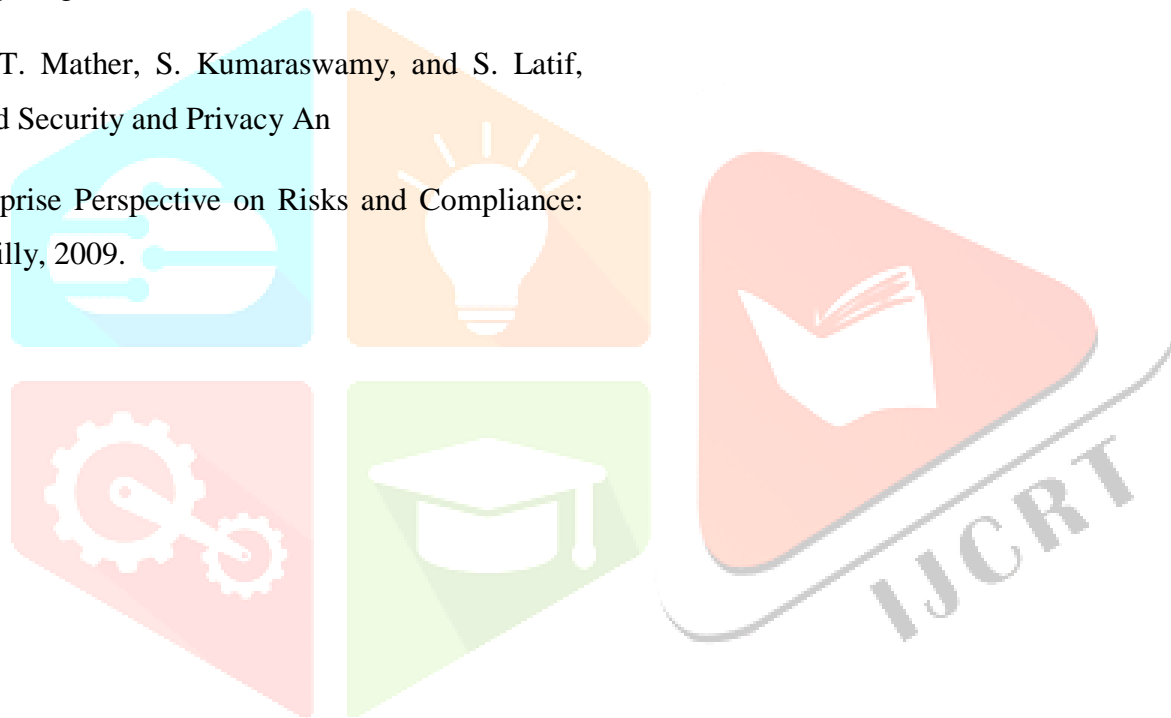 T. Mather, S. Kumaraswamy, and S. Latif,
d Security and Privacy An
prise Perspective on Risks and Compliance:
illy, 2009.
IJCRT